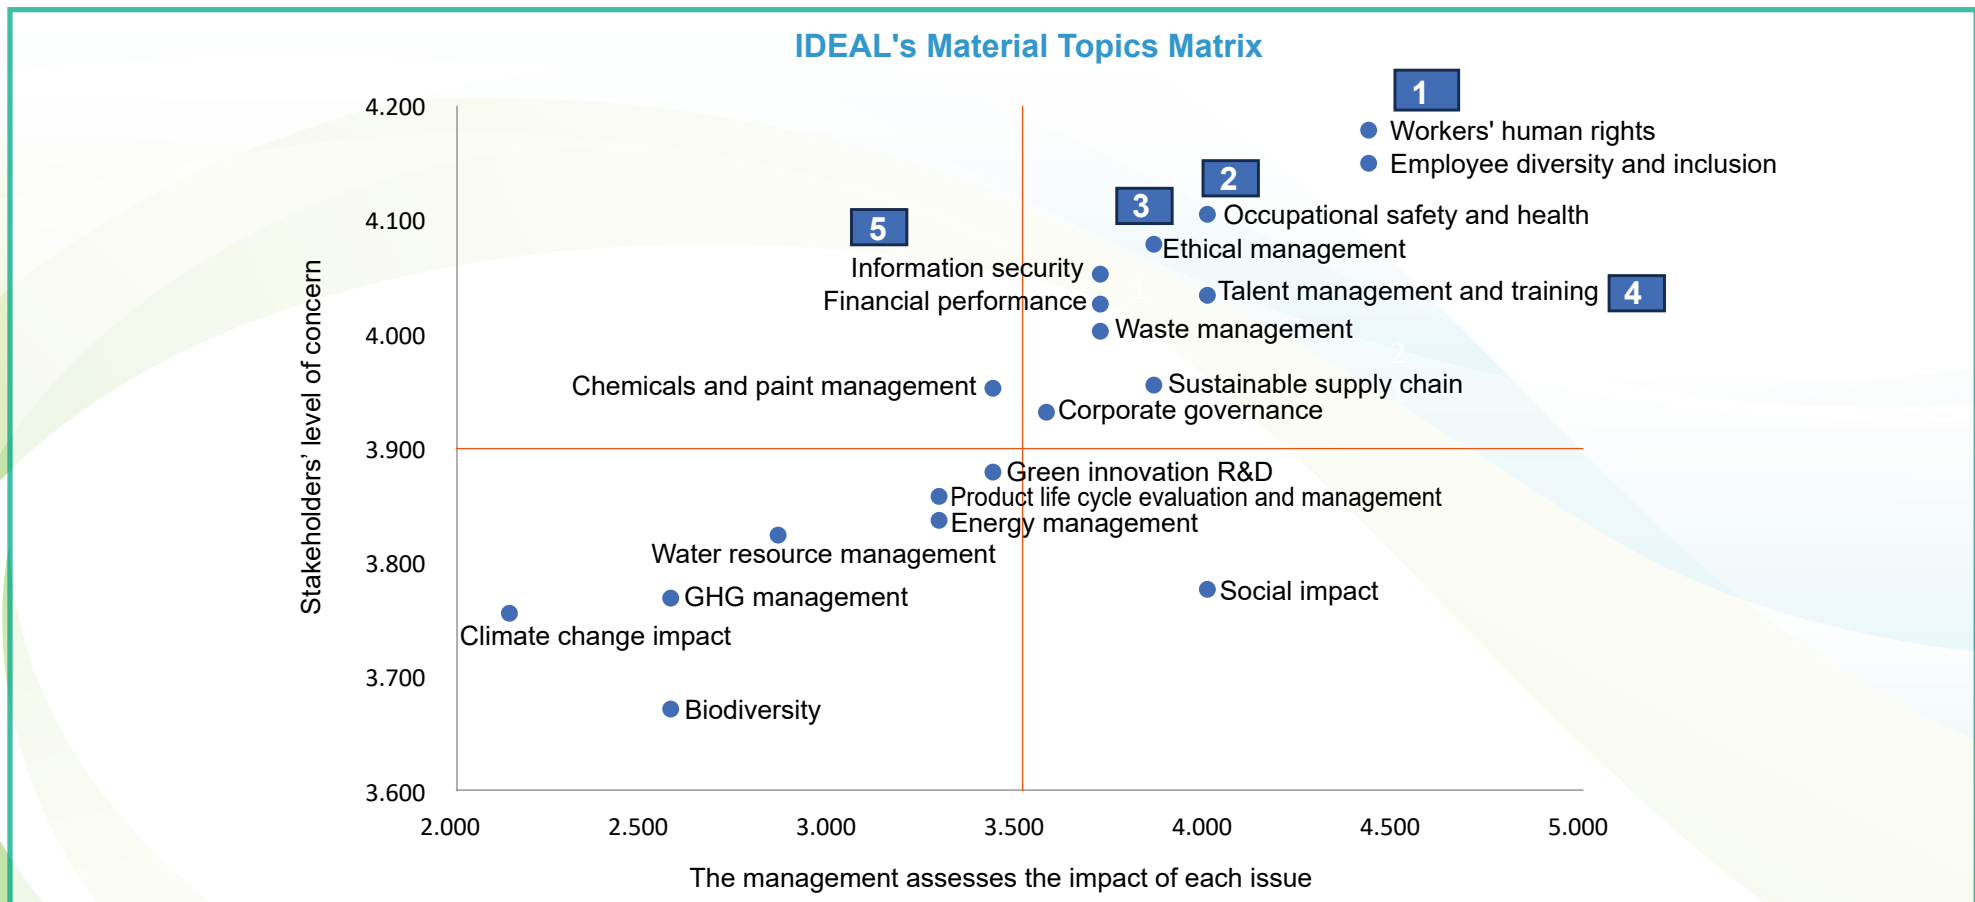 IDEAL's Material Topics Matrix
1
4.200
Workers' human rights
Employee diversity and inclusion
2
3
4.100
Occupational safety and health
5
Ethical management
Information security
Talent management and training
4
Financial performance
1
4.000
Waste management
2
Chemicals and paint management
Sustainable supply chain
Corporate governance
3.900
Green innovation R&D
Product life cycle evaluation and management
Energy management
Water resource management
3.800
Social impact
GHG management
Climate change impact
3.700
Biodiversity
3.600
Stakeholders’ level of concern
2.000 2.500 3.000 3.500 4.000 4.500 5.000
The management assesses the impact of each issue